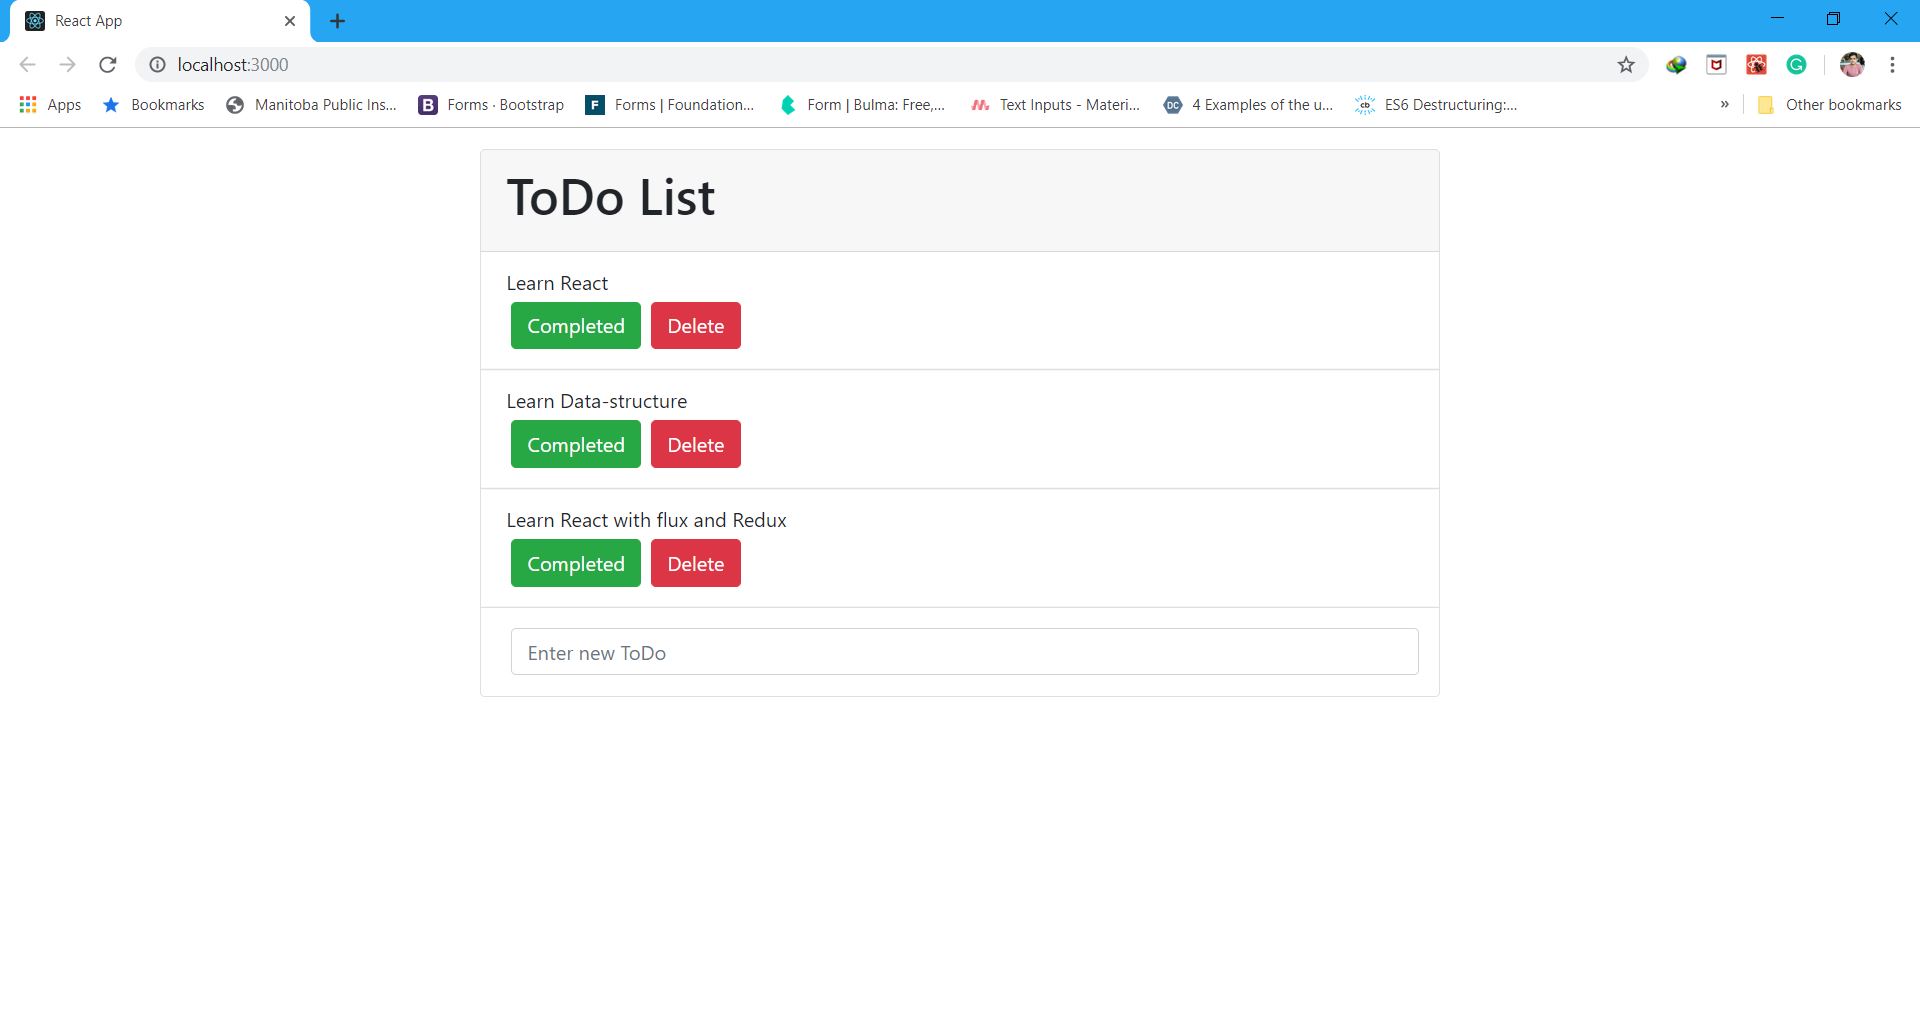 React App
localhost:3000
Apps Bookmarks Manitoba Public Ins... B Forms · Bootstrap F Forms | Foundation... Form | Bulma: Free,... Text Inputs - Materi... DC 4 Examples of the u... cb ES6 Destructuring:... » Other bookmarks
ToDo List
Learn React
Completed Delete
Learn Data-structure
Completed Delete
Learn React with flux and Redux
Completed Delete
Enter new ToDo